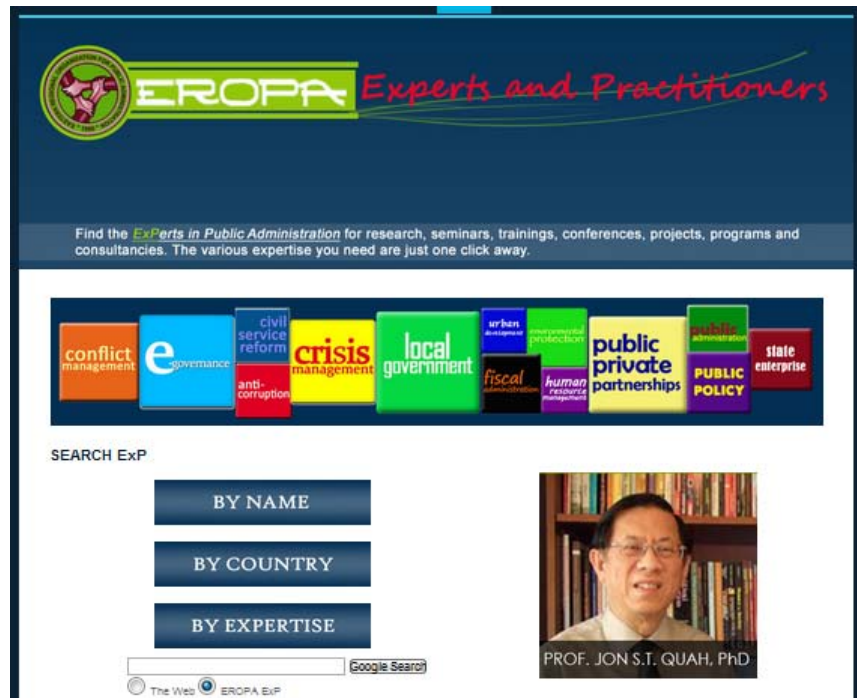 EROPA Experts and Practitioners
Find the ExPerts in Public Administration for research, seminars, trainings, conferences, projects, programs and
consultancies. The various expertise you need are just one click away.
conflict
management
e-governance
civil
service
reform
anti-
corruption
crisis
management
local
government
urban
development
fiscal
administration
environmental
protection
human
resource
management
public
private
partnerships
public
administration
PUBLIC
POLICY
state
enterprise
SEARCH ExP
BY NAME
BY COUNTRY
BY EXPERTISE
Google Search
The Web EROPA ExP
PROF. JON S.T. QUAH, PhD